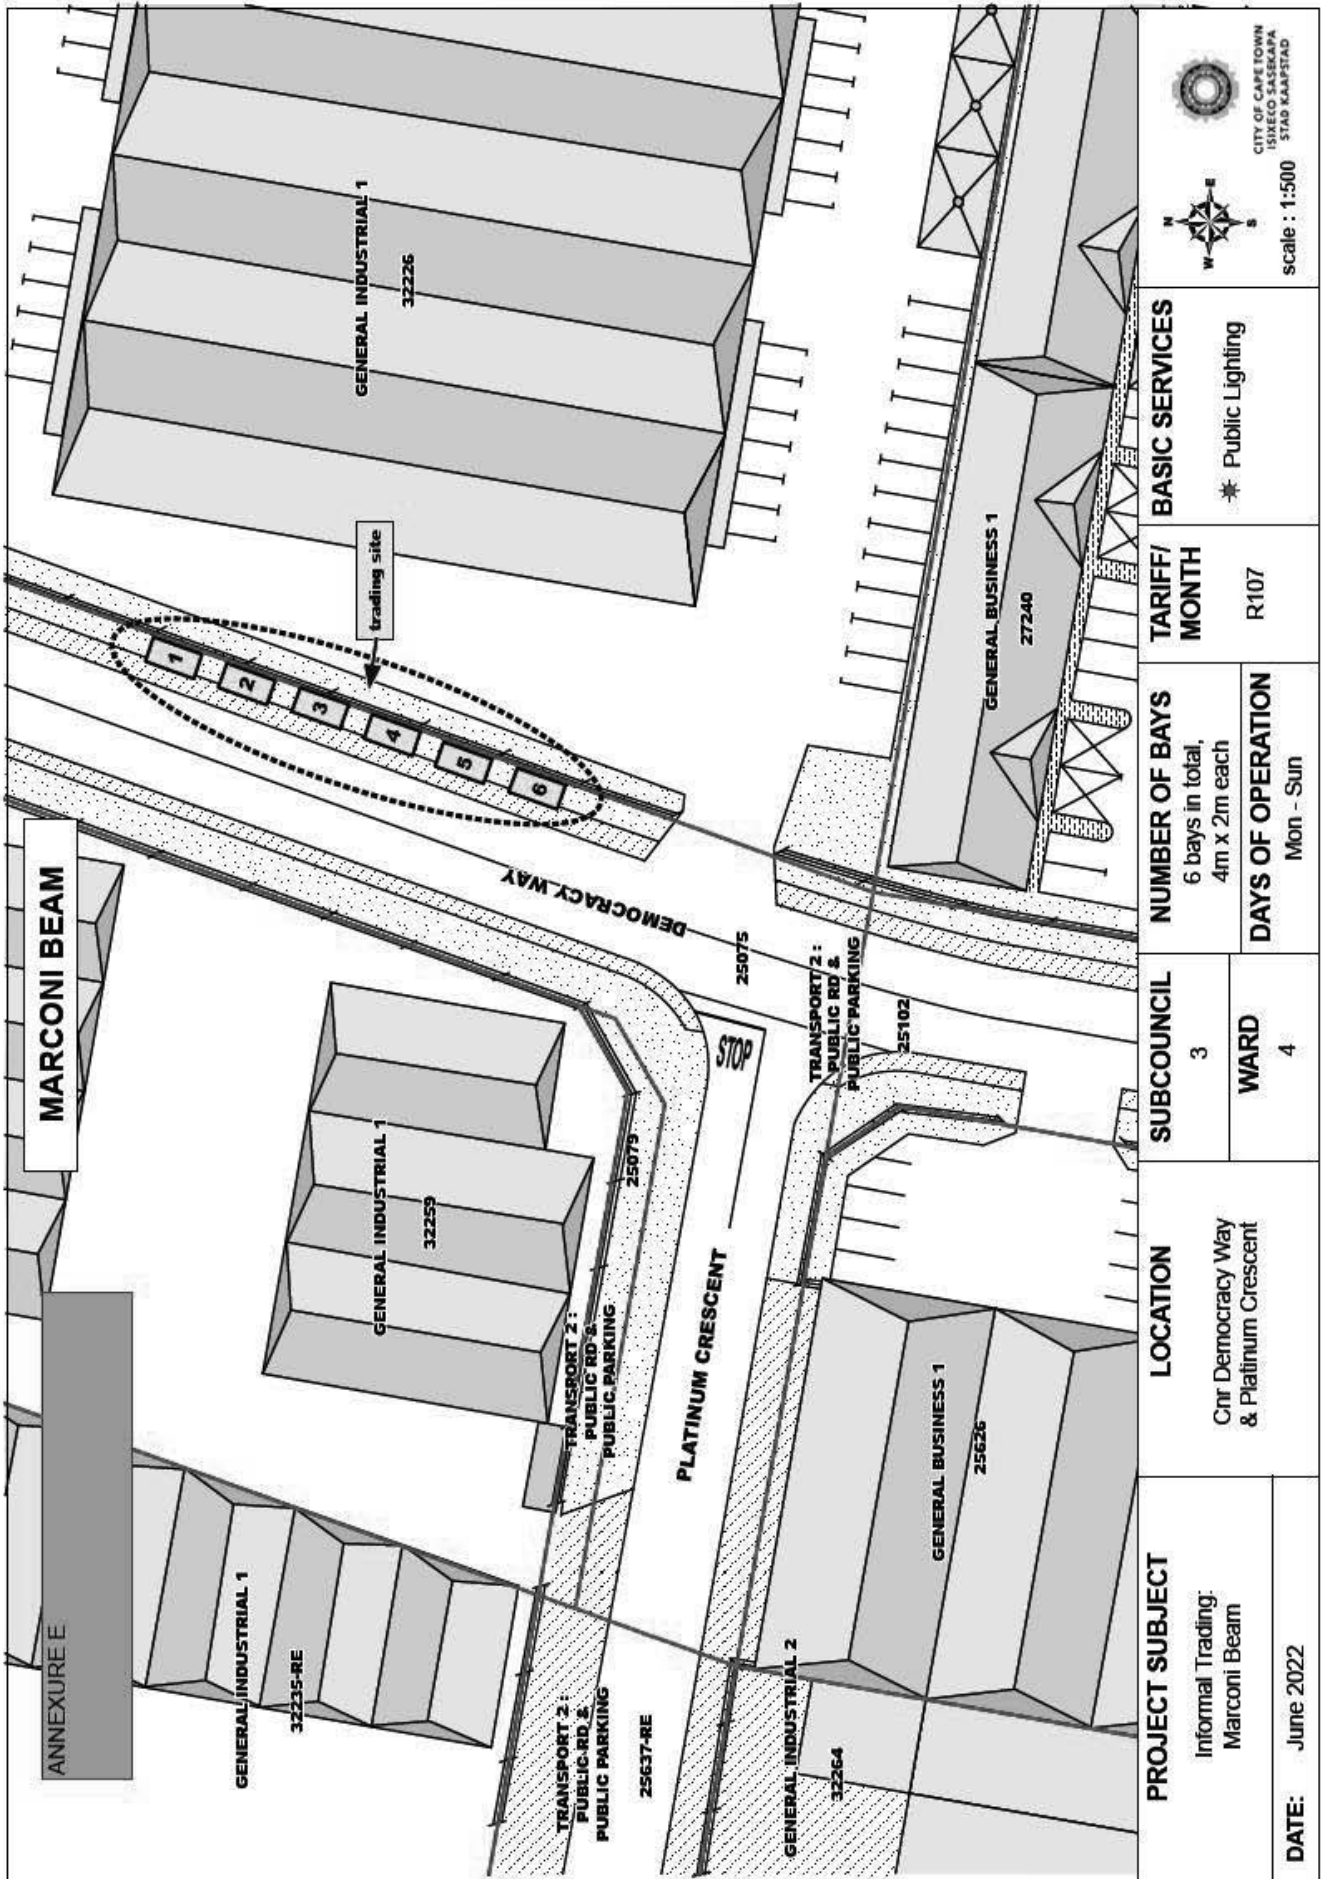 ANNEXURE E
MARCONI BEAM
GENERAL INDUSTRIAL 1
32235-RE
GENERAL INDUSTRIAL 1
32259
trading site
GENERAL INDUSTRIAL 1
32226
1
2
3
4
5
6
DEMOCRACY WAY
TRANSPORT 2 :
PUBLIC RD &
PUBLIC PARKING
25637-RE
TRANSPORT 2 :
PUBLIC RD &
PUBLIC PARKING
25079
PLATINUM CRESCENT
STOP
25075
TRANSPORT 2 :
PUBLIC RD &
PUBLIC PARKING
25102
GENERAL INDUSTRIAL 2
32264
GENERAL BUSINESS 1
25626
GENERAL BUSINESS 1
27240
PROJECT SUBJECT
Informal Trading:
Marconi Beam
DATE: June 2022
LOCATION
Cnr Democracy Way
& Platinum Crescent
SUBCOUNCIL
3
WARD
4
NUMBER OF BAYS
6 bays in total,
4m x 2m each
DAYS OF OPERATION
Mon - Sun
TARIFF/
MONTH
R107
BASIC SERVICES
Public Lighting
N
W
E
S
CITY OF CAPE TOWN
ISIXEKO SASEKAPA
STAD KAAPSTAD
scale : 1:500